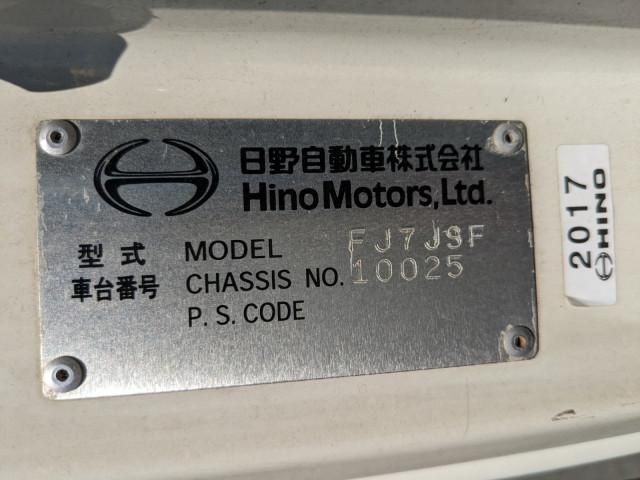 日野自動車株式会社
Hino Motors, Ltd.
型式 MODEL FJ7JSF
車台番号 CHASSIS NO. 10025
P. S. CODE
2017
HINO